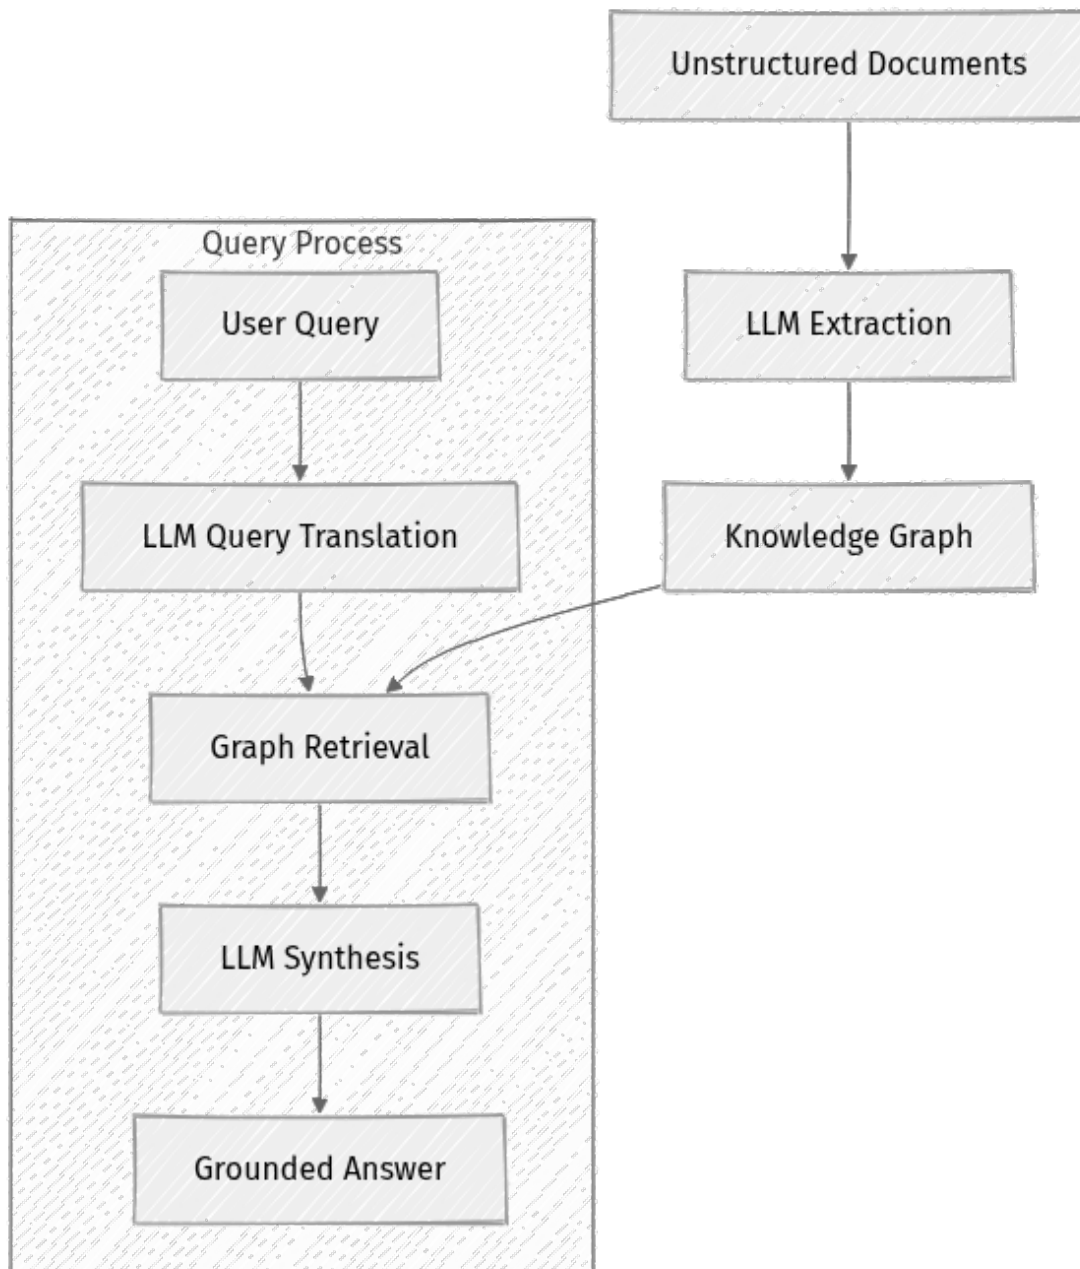 Unstructured Documents
Query Process
User Query
LLM Extraction
LLM Query Translation
Knowledge Graph
Graph Retrieval
LLM Synthesis
Grounded Answer